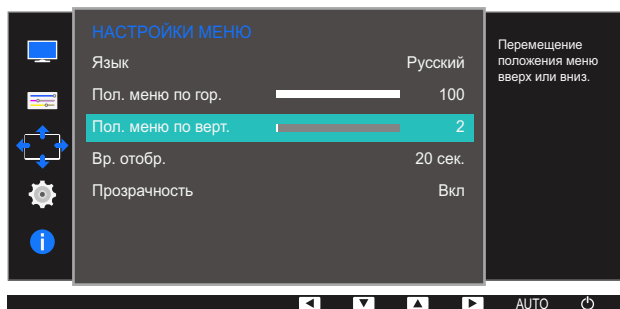 НАСТРОЙКИ МЕНЮ
Язык Русский
Пол. меню по гор. 100
Пол. меню по верт. 2
Вр. отобр. 20 сек.
Прозрачность Вкл
Перемещение
положения меню
вверх или вниз.
AUTO